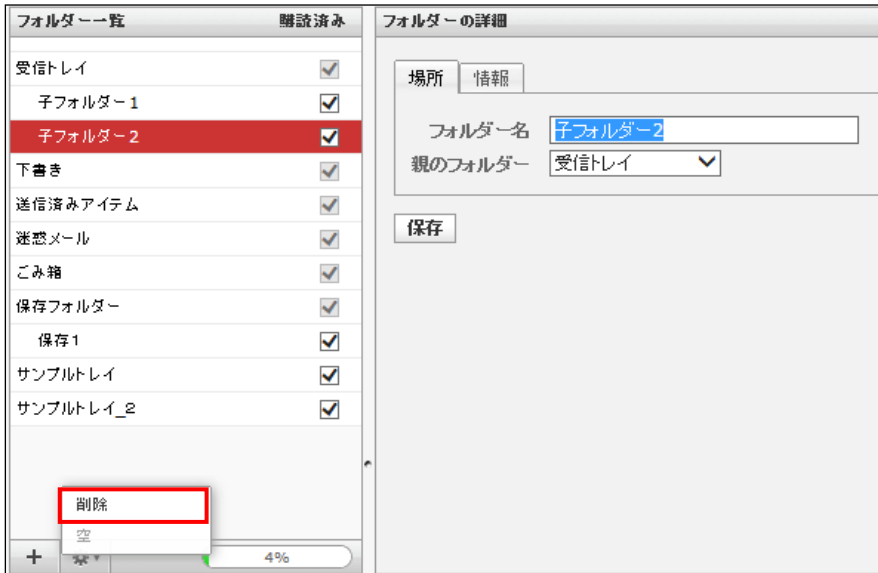 フォルダー一覧 購読済み
受信トレイ
子フォルダー1
子フォルダー2
下書き
送信済みアイテム
迷惑メール
ごみ箱
保存フォルダー
保存1
サンプルトレイ
サンプルトレイ_2
削除
空
+ 4%
フォルダーの詳細
場所 情報
フォルダー名 子フォルダー2
親のフォルダー 受信トレイ
保存